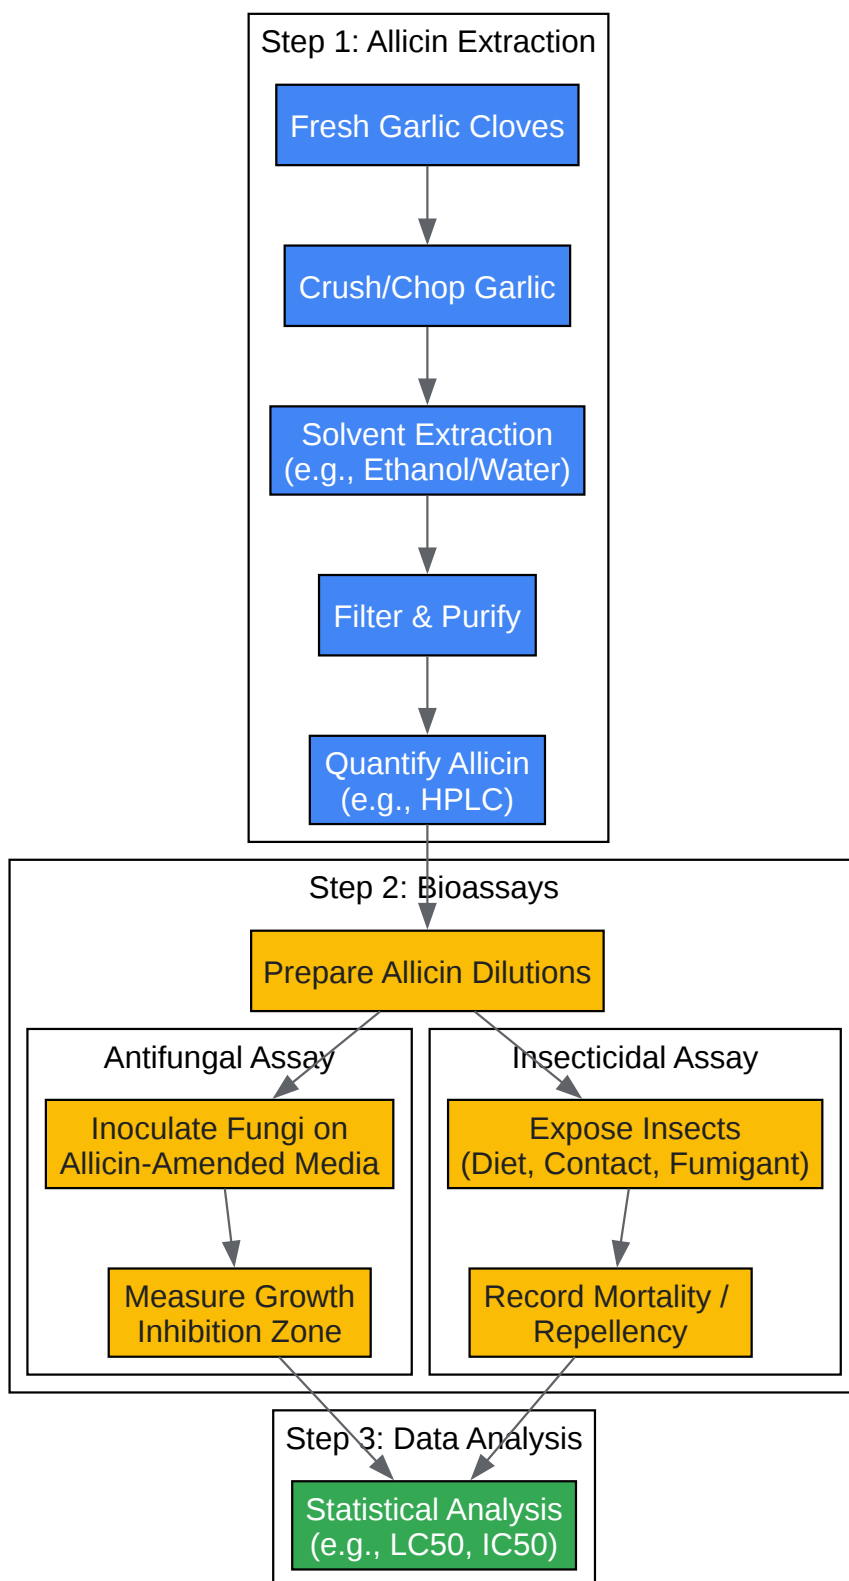 Step 1: Allicin Extraction
Fresh Garlic Cloves
Crush/Chop Garlic
Solvent Extraction
(e.g., Ethanol/Water)
Filter & Purify
Quantify Allicin
(e.g., HPLC)
Step 2: Bioassays
Prepare Allicin Dilutions
Antifungal Assay
Inoculate Fungi on
Allicin-Amended Media
Measure Growth
Inhibition Zone
Insecticidal Assay
Expose Insects
(Diet, Contact, Fumigant)
Record Mortality /
Repellency
Step 3: Data Analysis
Statistical Analysis
(e.g., LC50, IC50)